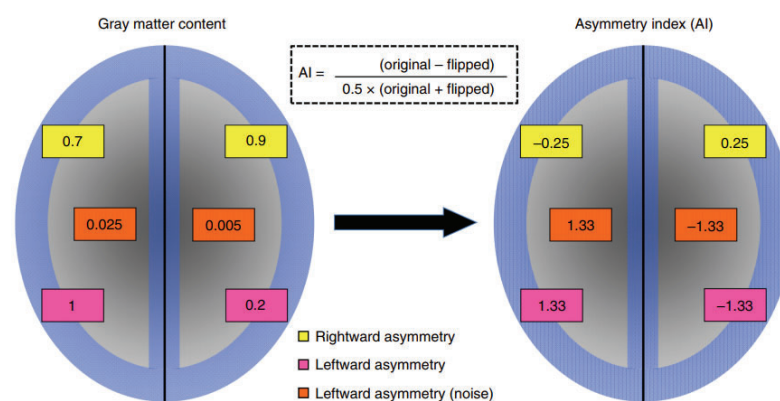 Gray matter content
Asymmetry index (AI)
AI = (original – flipped)
0.5 × (original + flipped)
0.7
0.9
–0.25
0.25
0.025
0.005
1.33
–1.33
1
0.2
1.33
–1.33
Rightward asymmetry
Leftward asymmetry
Leftward asymmetry (noise)